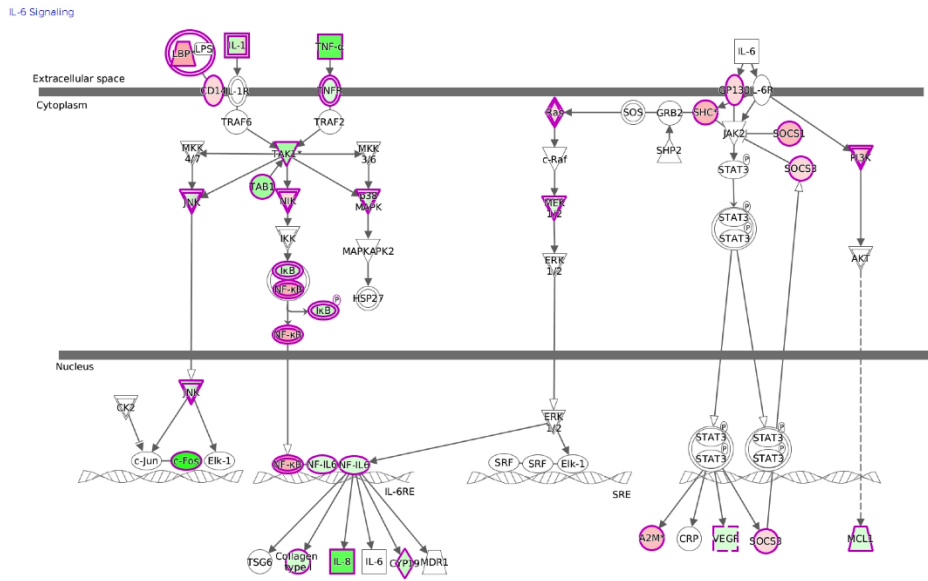 IL-6 Signaling
LBP*
LPS
IL-1
TNF-α
IL-6
Extracellular space
CD14
IL-1R
TNFR
GP130
IL-6R
Cytoplasm
TRAF6
TRAF2
Ras
SOS
GRB2
SHC*
JAK2
SOCS1
MKK
4/7
TAK1*
MKK
3/6
c-Raf
SHP2
STAT3
P
SOCS3
PI3K
TAB1
JNK
NIK
p38
MAPK
MEK
1/2
STAT3
P
STAT3
P
IKK
MAPKAPK2
ERK
1/2
AKT
IκB
NF-κB
HSP27
IκB
P
NF-κB
Nucleus
JNK
CK2
ERK
1/2
c-Jun
c-Fos
Elk-1
NF-κB
NF-IL6
NF-IL6
IL-6RE
SRF
SRF
Elk-1
SRE
STAT3
P
STAT3
P
STAT3
P
STAT3
P
TSG6
Collagen
type I
IL-8
IL-6
CYP19
MDR1
A2M*
CRP
VEGF
SOCS3
MCL1